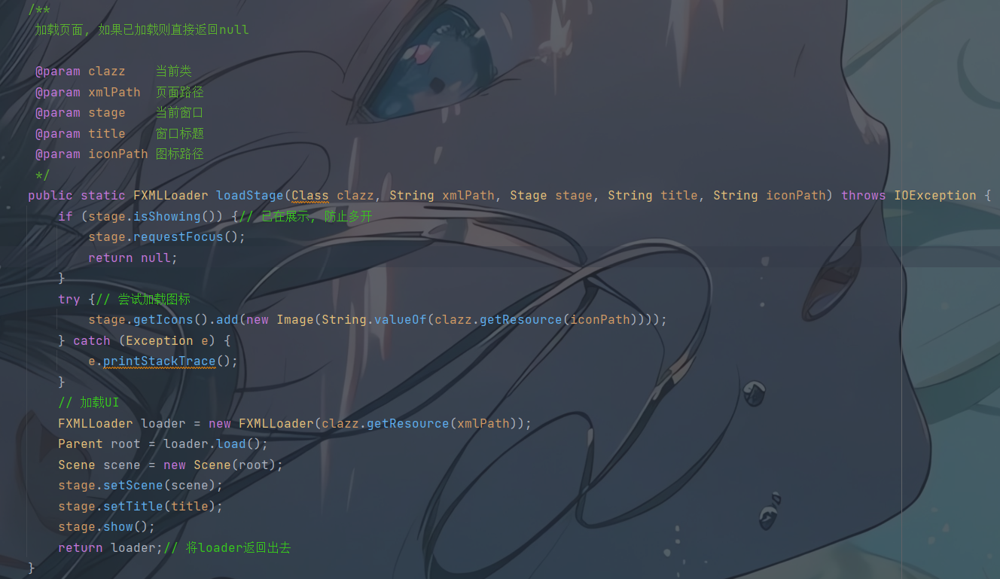 /**
加载页面, 如果已加载则直接返回null
@param clazz    当前类
@param xmlPath  页面路径
@param stage    当前窗口
@param title    窗口标题
@param iconPath 图标路径
*/
public static FXMLLoader loadStage(Class clazz, String xmlPath, Stage stage, String title, String iconPath) throws IOException {
if (stage.isShowing()) {// 已在展示, 防止多开
stage.requestFocus();
return null;
}
try {// 尝试加载图标
stage.getIcons().add(new Image(String.valueOf(clazz.getResource(iconPath))));
} catch (Exception e) {
e.printStackTrace();
}
// 加载UI
FXMLLoader loader = new FXMLLoader(clazz.getResource(xmlPath));
Parent root = loader.load();
Scene scene = new Scene(root);
stage.setScene(scene);
stage.setTitle(title);
stage.show();
return loader;// 将loader返回出去
}